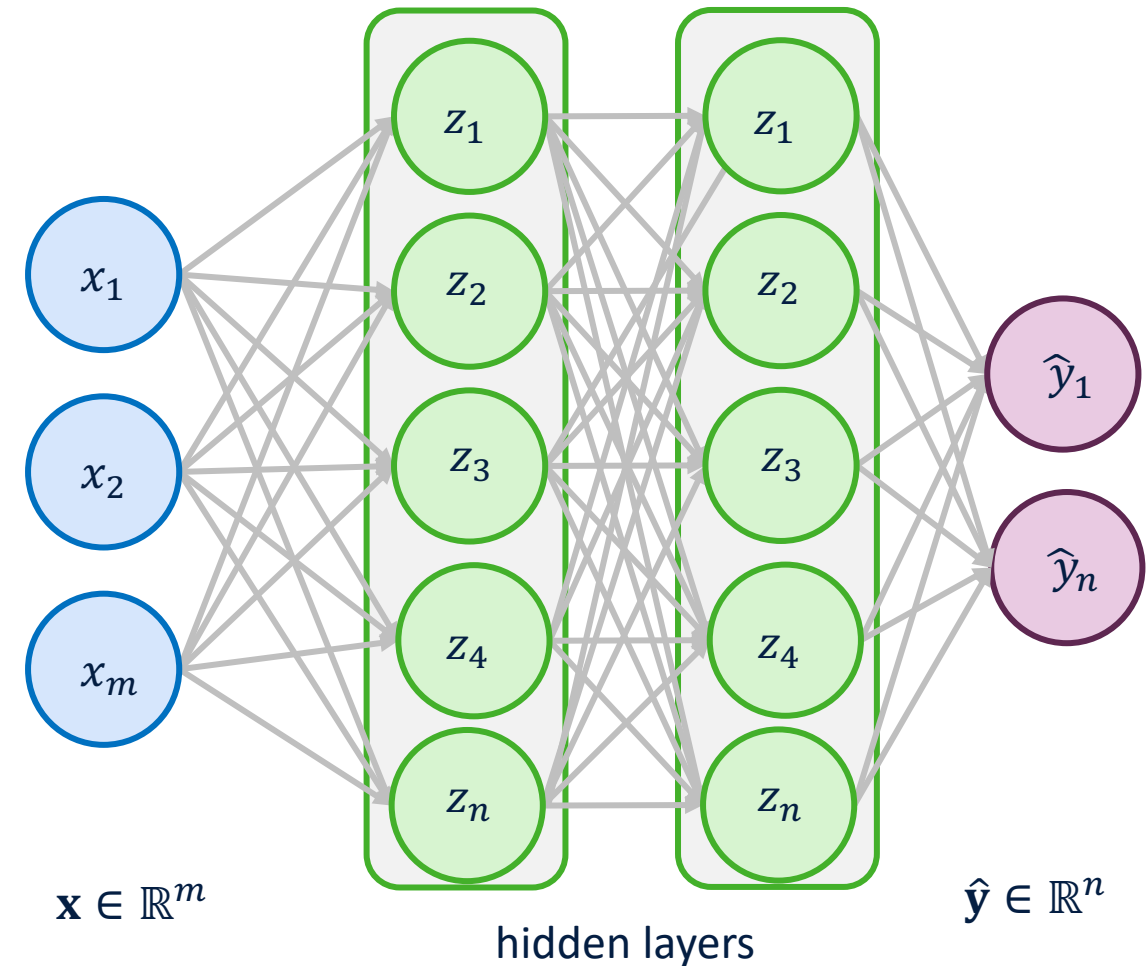 x₁
x₂
xₘ
𝐱 ∈ ℝᵐ
z₁
z₂
z₃
z₄
zₙ
z₁
z₂
z₃
z₄
zₙ
hidden layers
ŷ₁
ŷₙ
𝐲̂ ∈ ℝⁿ